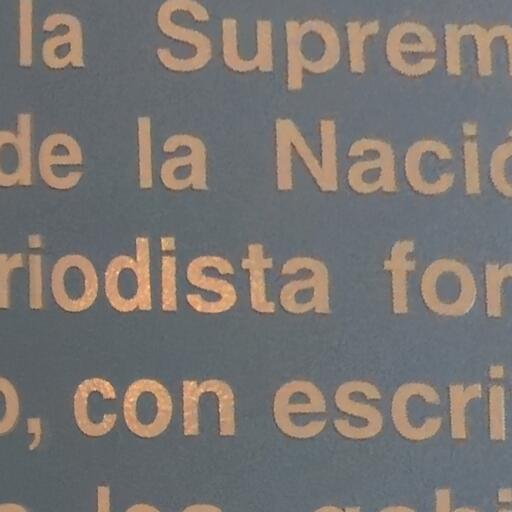 la Suprem
de la Nació
riodista for
o, con escri